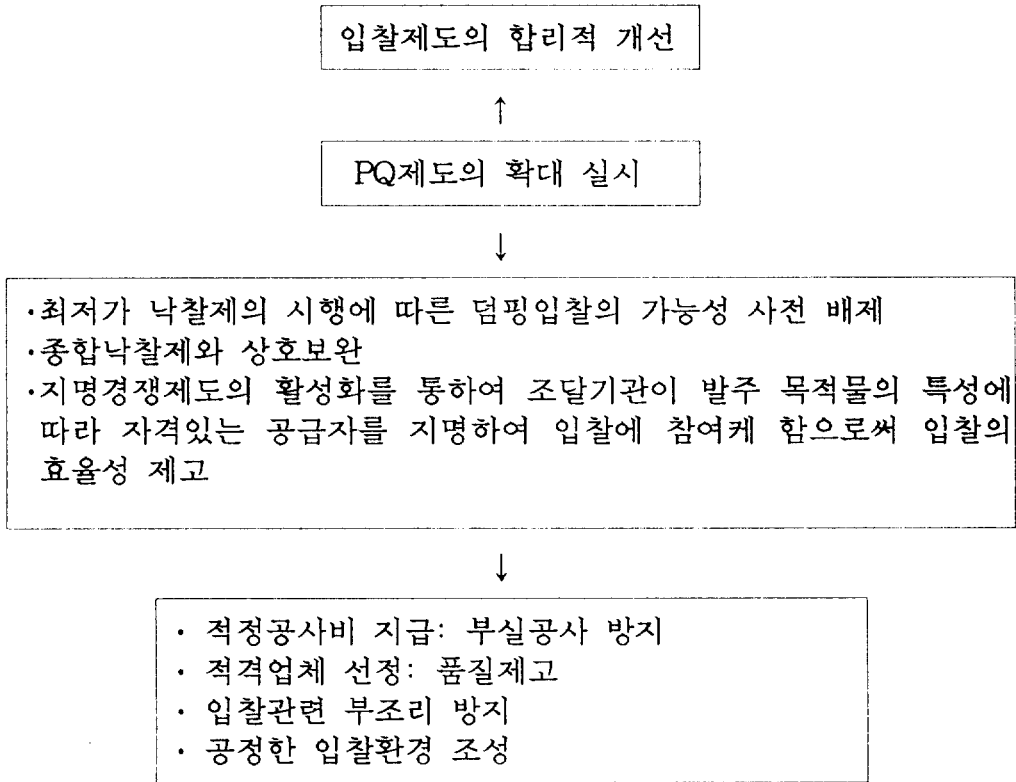 입찰제도의 합리적 개선
↑
PQ제도의 확대 실시
↓
·최저가 낙찰제의 시행에 따른 덤핑입찰의 가능성 사전 배제
·종합낙찰제와 상호보완
·지명경쟁제도의 활성화를 통하여 조달기관이 발주 목적물의 특성에
따라 자격있는 공급자를 지명하여 입찰에 참여케 함으로써 입찰의
효율성 제고
↓
· 적정공사비 지급: 부실공사 방지
· 적격업체 선정: 품질제고
· 입찰관련 부조리 방지
· 공정한 입찰환경 조성